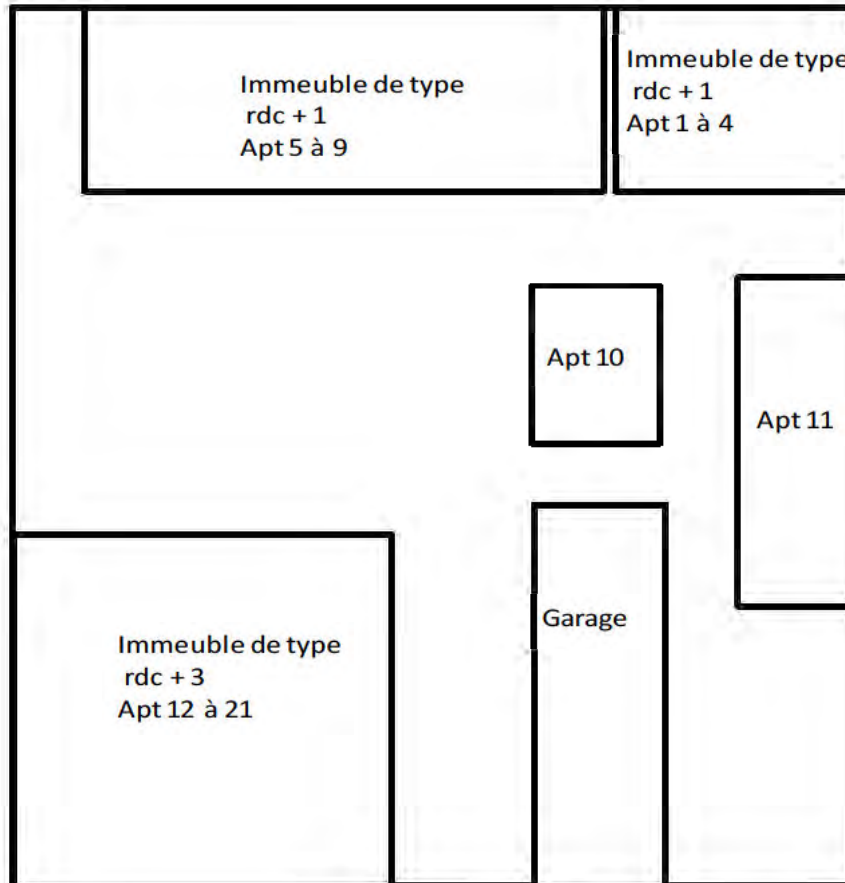 Immeuble de type
rdc + 1
Apt 5 à 9
Immeuble de type
rdc + 1
Apt 1 à 4
Apt 10
Apt 11
Garage
Immeuble de type
rdc + 3
Apt 12 à 21